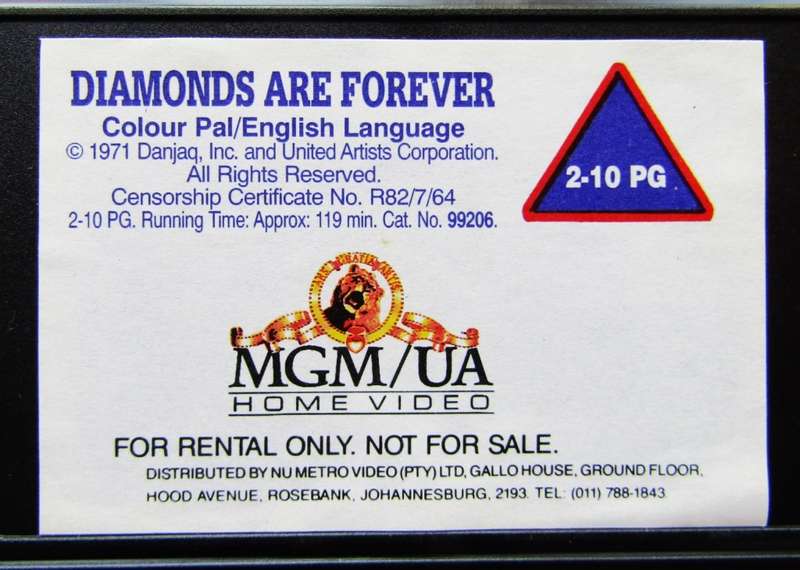 DIAMONDS ARE FOREVER
Colour Pal/English Language
© 1971 Danjaq, Inc. and United Artists Corporation.
All Rights Reserved.
Censorship Certificate No. R82/7/64
2-10 PG. Running Time: Approx: 119 min. Cat. No. 99206.
2-10 PG
ARS GRATIA ARTIS
MGM/UA
HOME VIDEO
FOR RENTAL ONLY. NOT FOR SALE.
DISTRIBUTED BY NU METRO VIDEO (PTY) LTD, GALLO HOUSE, GROUND FLOOR,
HOOD AVENUE, ROSEBANK, JOHANNESBURG, 2193. TEL: (011) 788-1843